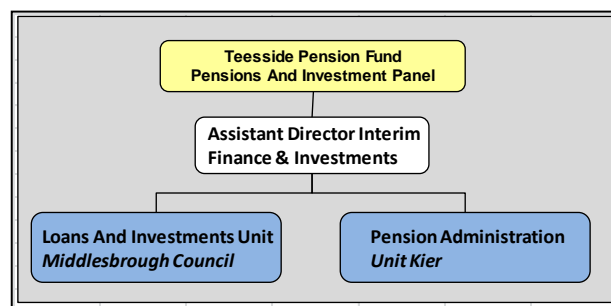 Teesside Pension Fund
Pensions And Investment Panel
Assistant Director Interim
Finance & Investments
Loans And Investments Unit
Middlesbrough Council
Pension Administration
Unit Kier